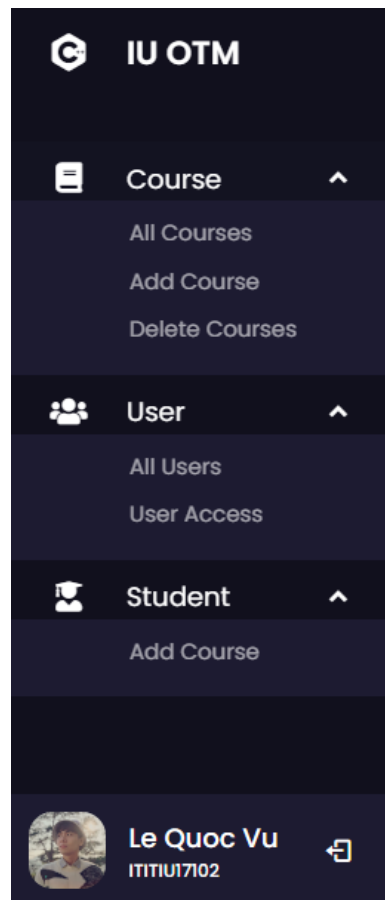 IU OTM
Course
All Courses
Add Course
Delete Courses
User
All Users
User Access
Student
Add Course
Le Quoc Vu
ITITIU17102